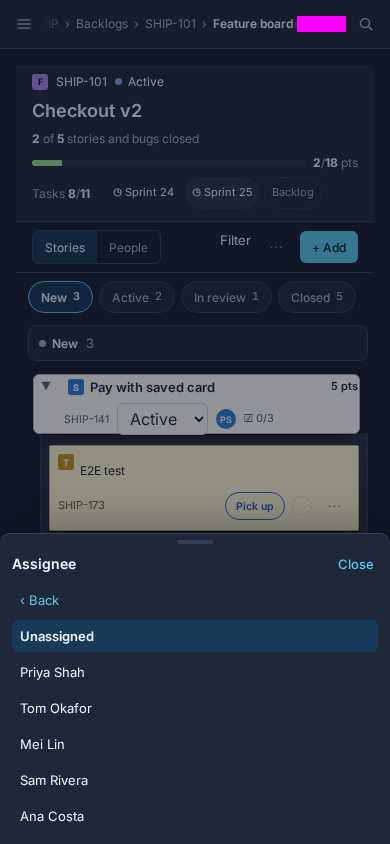 › Backlogs › SHIP-101 › Feature board
F SHIP-101 Active
Checkout v2
2 of 5 stories and bugs closed
2/18 pts
Tasks 8/11 Sprint 24 Sprint 25 Backlog
Stories People Filter ... + Add
New 3 Active 2 In review 1 Closed 5
New 3
S Pay with saved card 5 pts
SHIP-141 Active PS 0/3
T E2E test
SHIP-173 Pick up ...
Assignee Close
‹ Back
Unassigned
Priya Shah
Tom Okafor
Mei Lin
Sam Rivera
Ana Costa